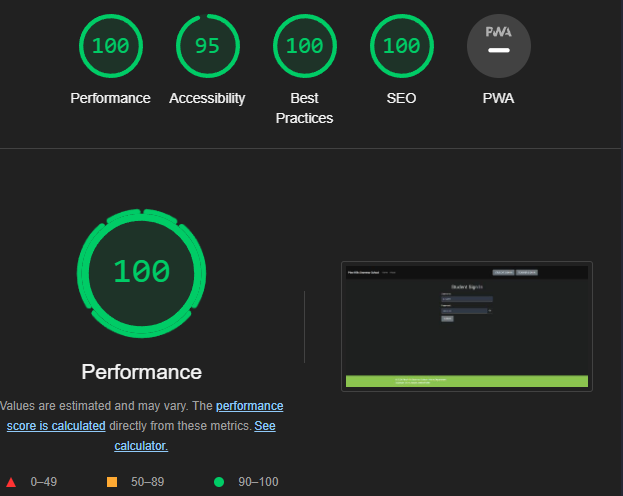 100
95
100
100
PWA
Performance
Accessibility
Best
Practices
SEO
PWA
100
Performance
Values are estimated and may vary. The performance
score is calculated directly from these metrics. See
calculator.
0–49
50–89
90–100
Student Sign In